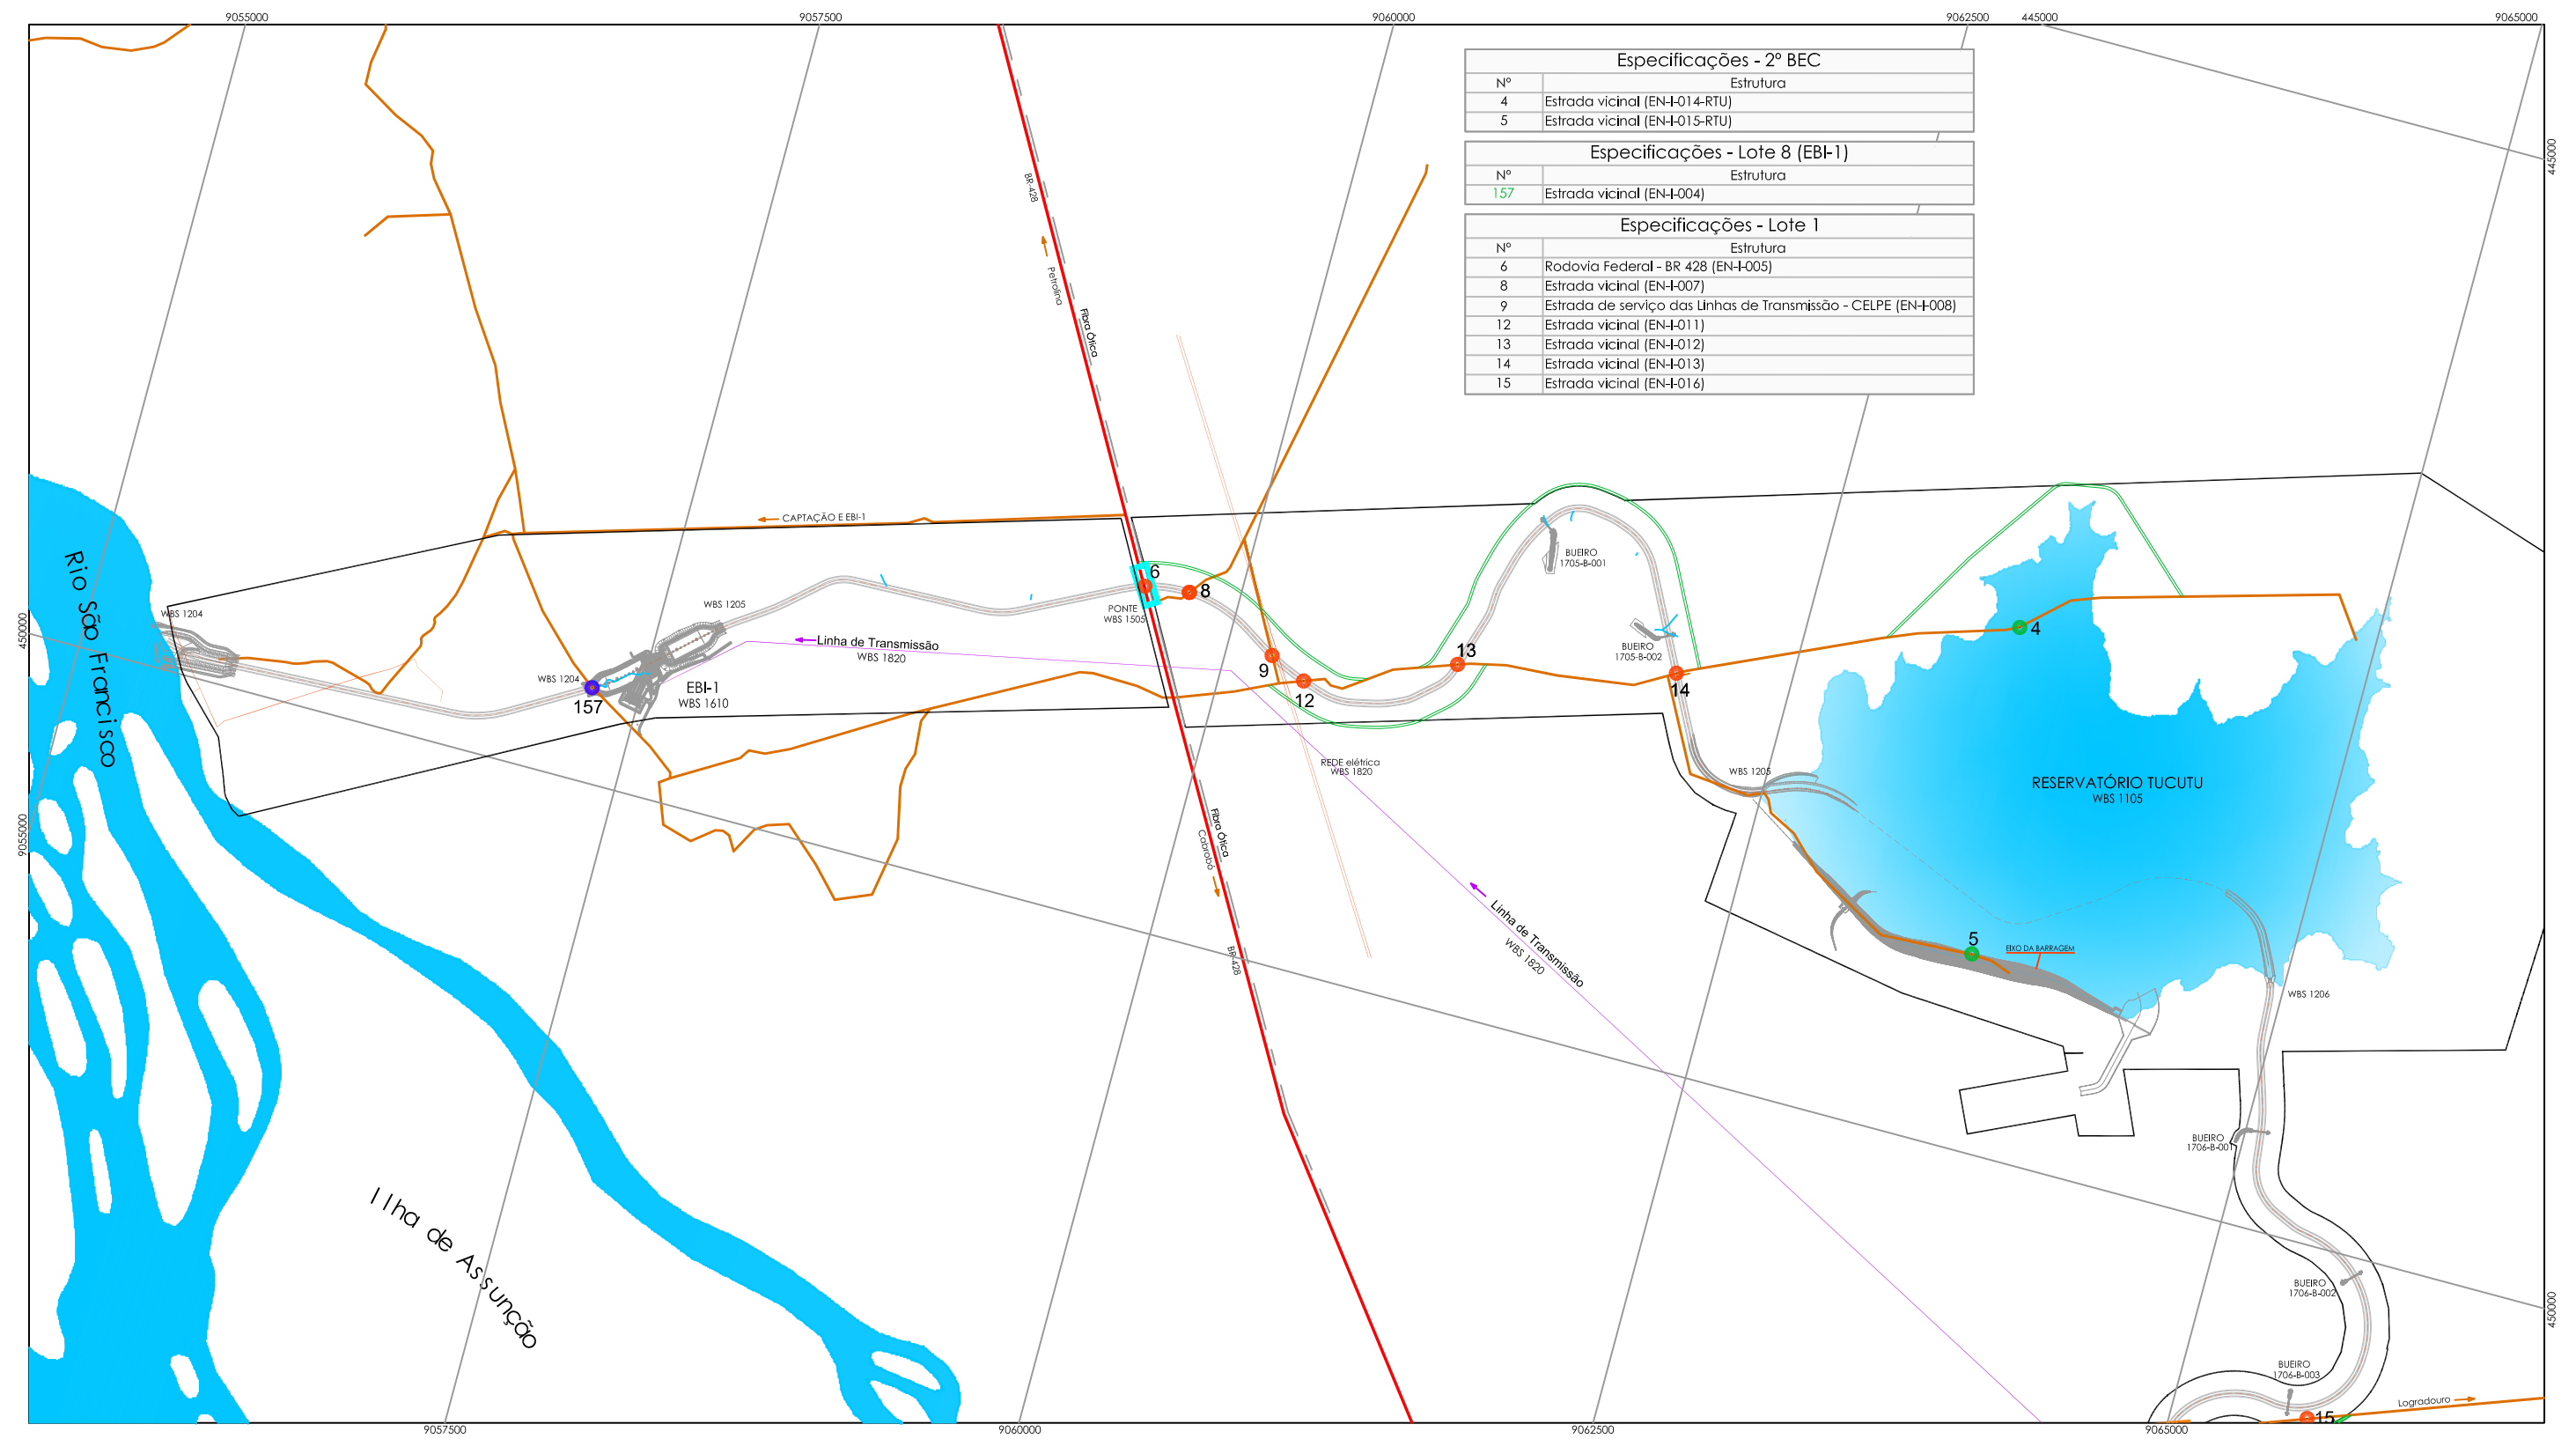 9055000
9057500
9060000
9062500
445000
9065000
Especificações - 2º BEC
Nº Estrutura
4 Estrada vicinal (EN-I-014-RTU)
5 Estrada vicinal (EN-I-015-RTU)
Especificações - Lote 8 (EBI-1)
Nº Estrutura
157 Estrada vicinal (EN-I-004)
Especificações - Lote 1
Nº Estrutura
6 Rodovia Federal - BR 428 (EN-I-005)
8 Estrada vicinal (EN-I-007)
9 Estrada de serviço das Linhas de Transmissão - CELPE (EN-I-008)
12 Estrada vicinal (EN-I-011)
13 Estrada vicinal (EN-I-012)
14 Estrada vicinal (EN-I-013)
15 Estrada vicinal (EN-I-016)
445000
BR-428
Petrolina
Fibra Ótica
CAPTAÇÃO E EBI-1
Rio São Francisco
450000
9055000
WBS 1204
WBS 1205
WBS 1204
157
EBI-1
WBS 1610
Linha de Transmissão
WBS 1820
6
PONTE
WBS 1505
8
9
12
13
BUEIRO
1705-B-001
BUEIRO
1705-B-002
14
4
REDE elétrica
WBS 1820
WBS 1205
RESERVATÓRIO TUCUTU
WBS 1105
Fibra Ótica
Cabrobó
BR-428
Linha de Transmissão
WBS 1820
5
EIXO DA BARRAGEM
WBS 1206
BUEIRO
1706-B-001
BUEIRO
1706-B-002
BUEIRO
1706-B-003
Ilha de Assunção
Logradouro
15
450000
9057500
9060000
9062500
9065000